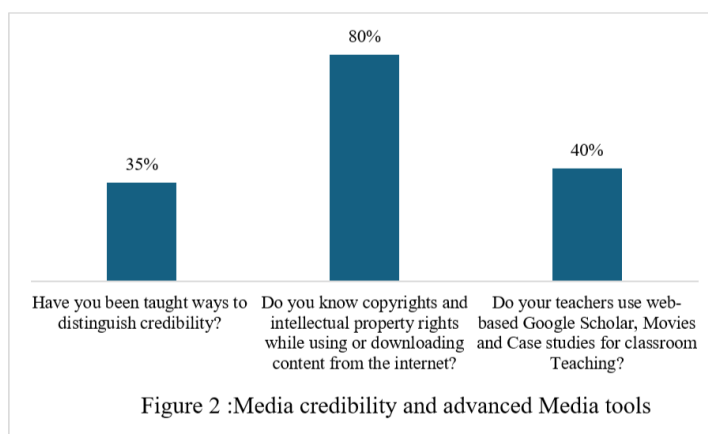 80%
35%
40%
Have you been taught ways to
distinguish credibility?
Do you know copyrights and
intellectual property rights
while using or downloading
content from the internet?
Do your teachers use web-
based Google Scholar, Movies
and Case studies for classroom
Teaching?
Figure 2 :Media credibility and advanced Media tools